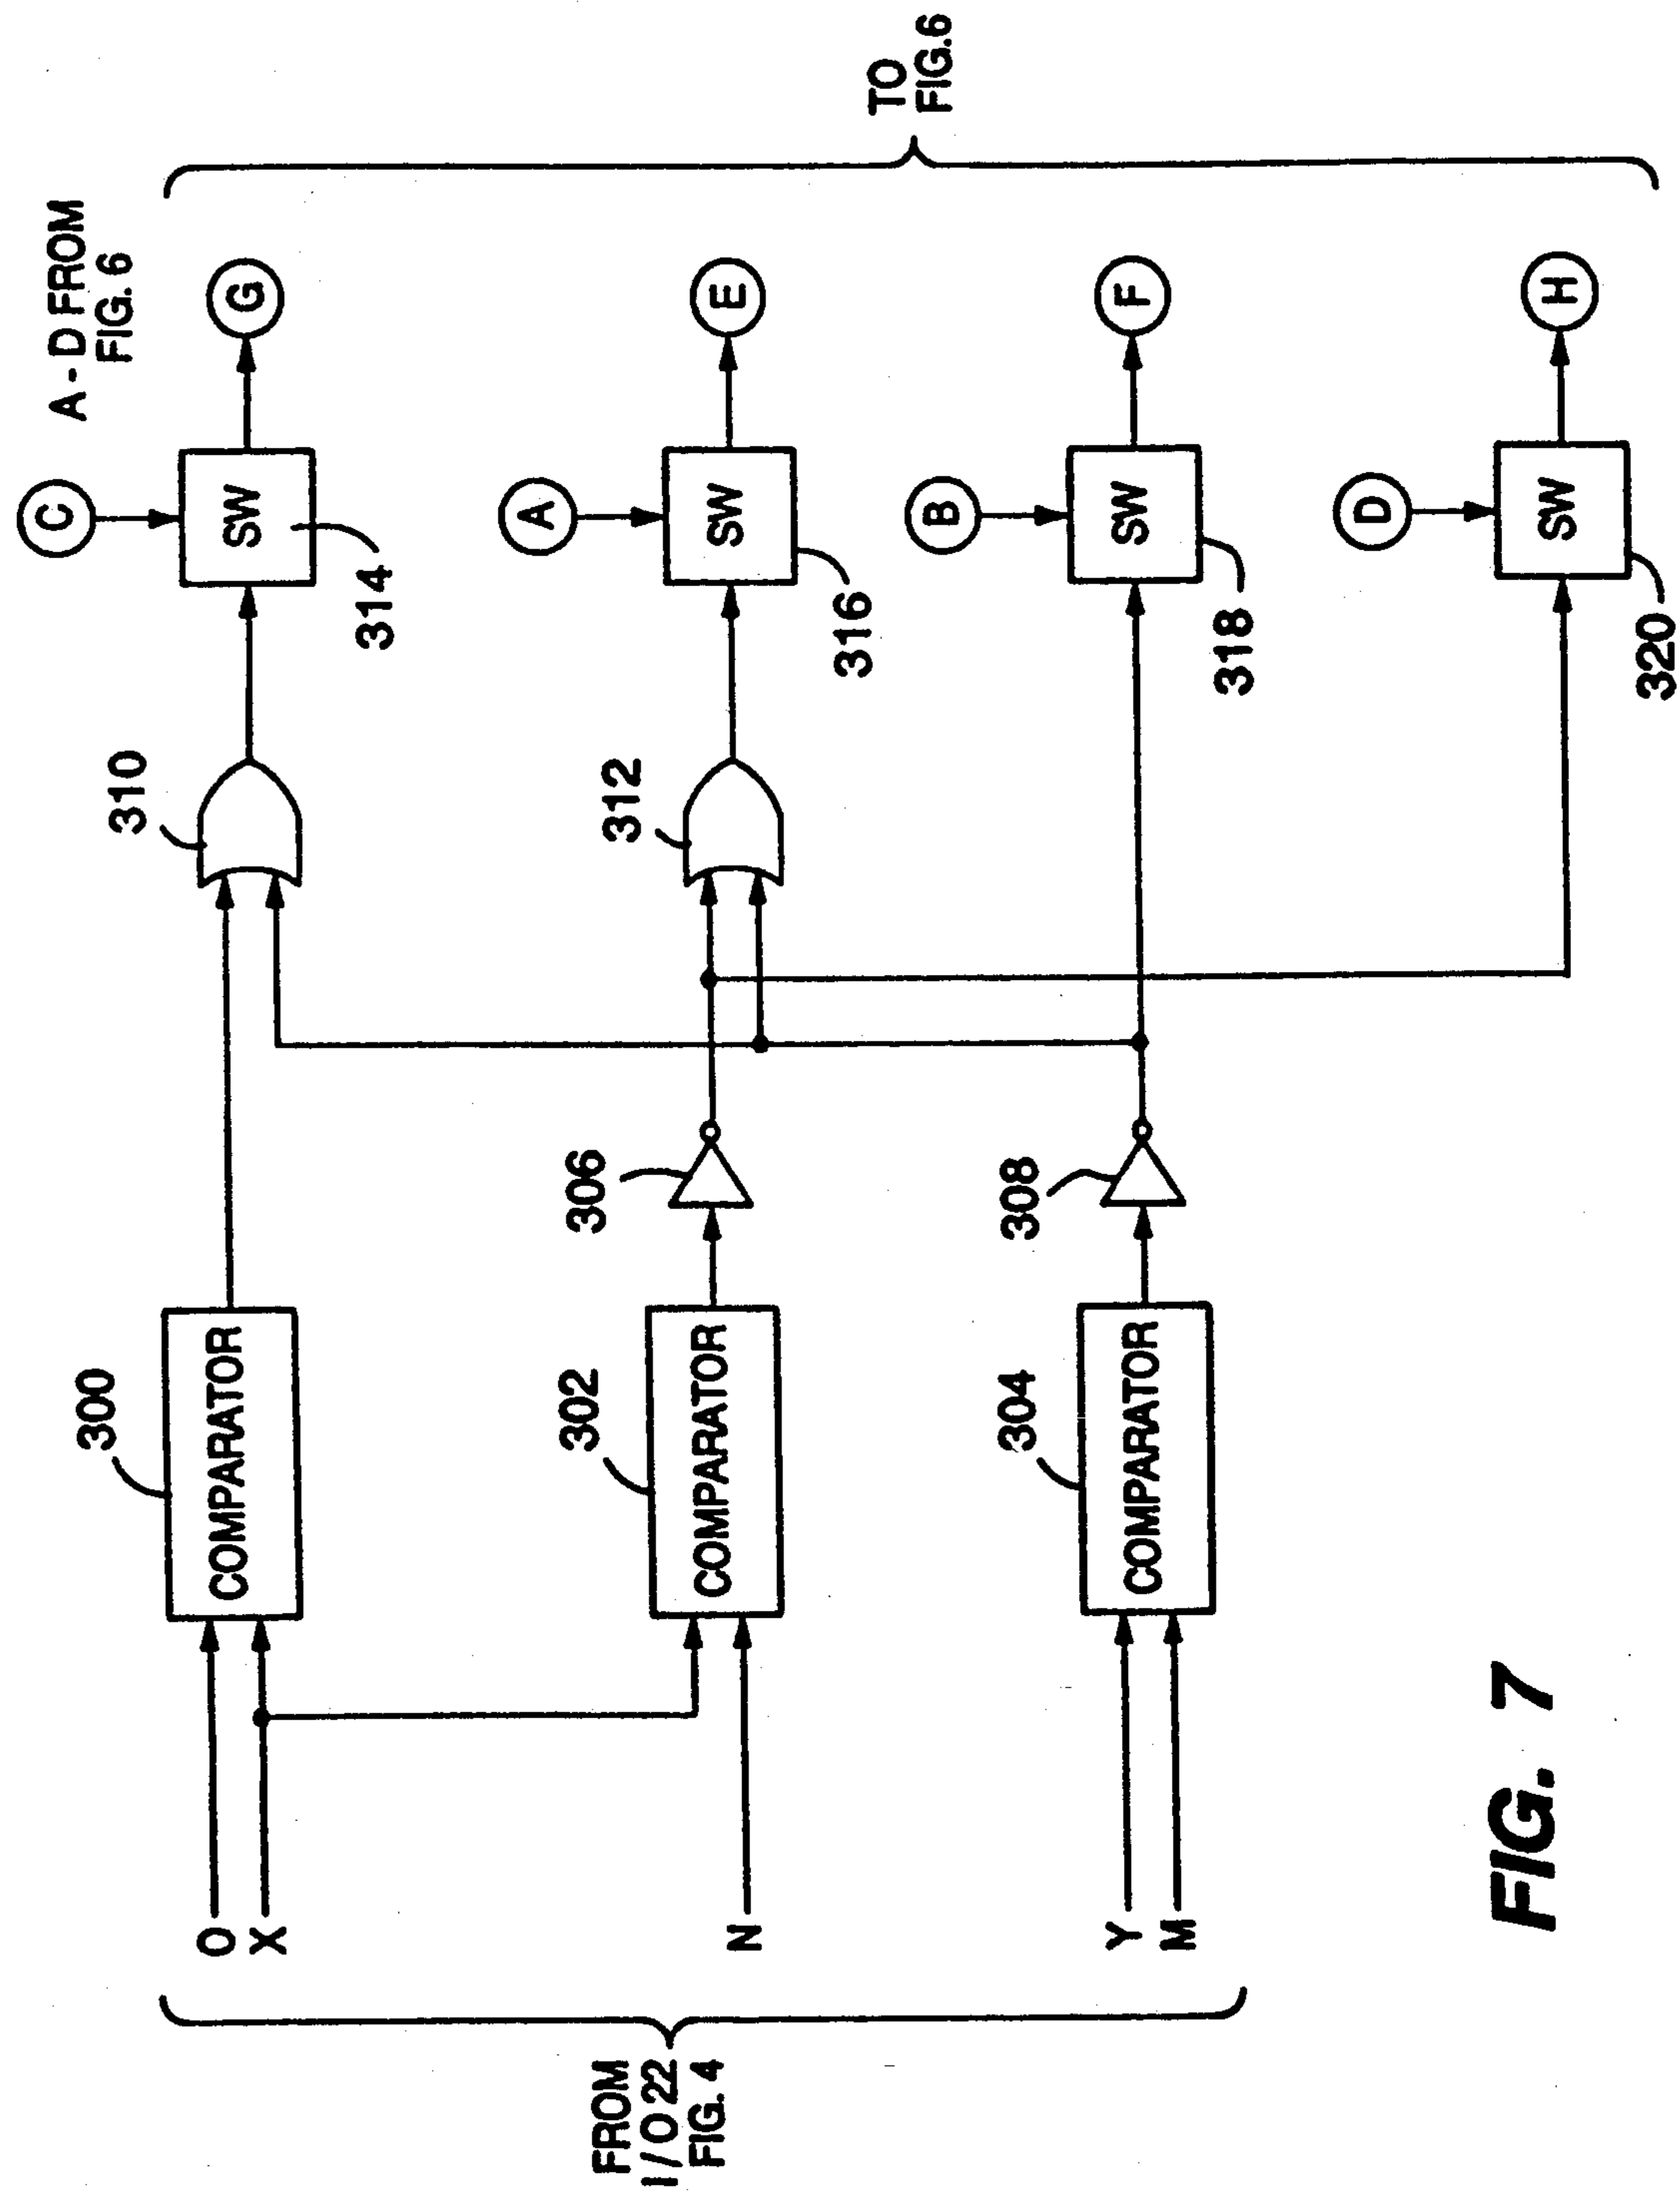 A - D FROM
FIG. 6
C
A
B
D
SW
SW
SW
SW
G
E
F
H
314
316
318
320
TO
FIG. 6
310
312
306
308
300
302
304
COMPARATOR
COMPARATOR
COMPARATOR
O
X
N
Y
M
FROM
I / O 22
FIG. 4
FIG. 7